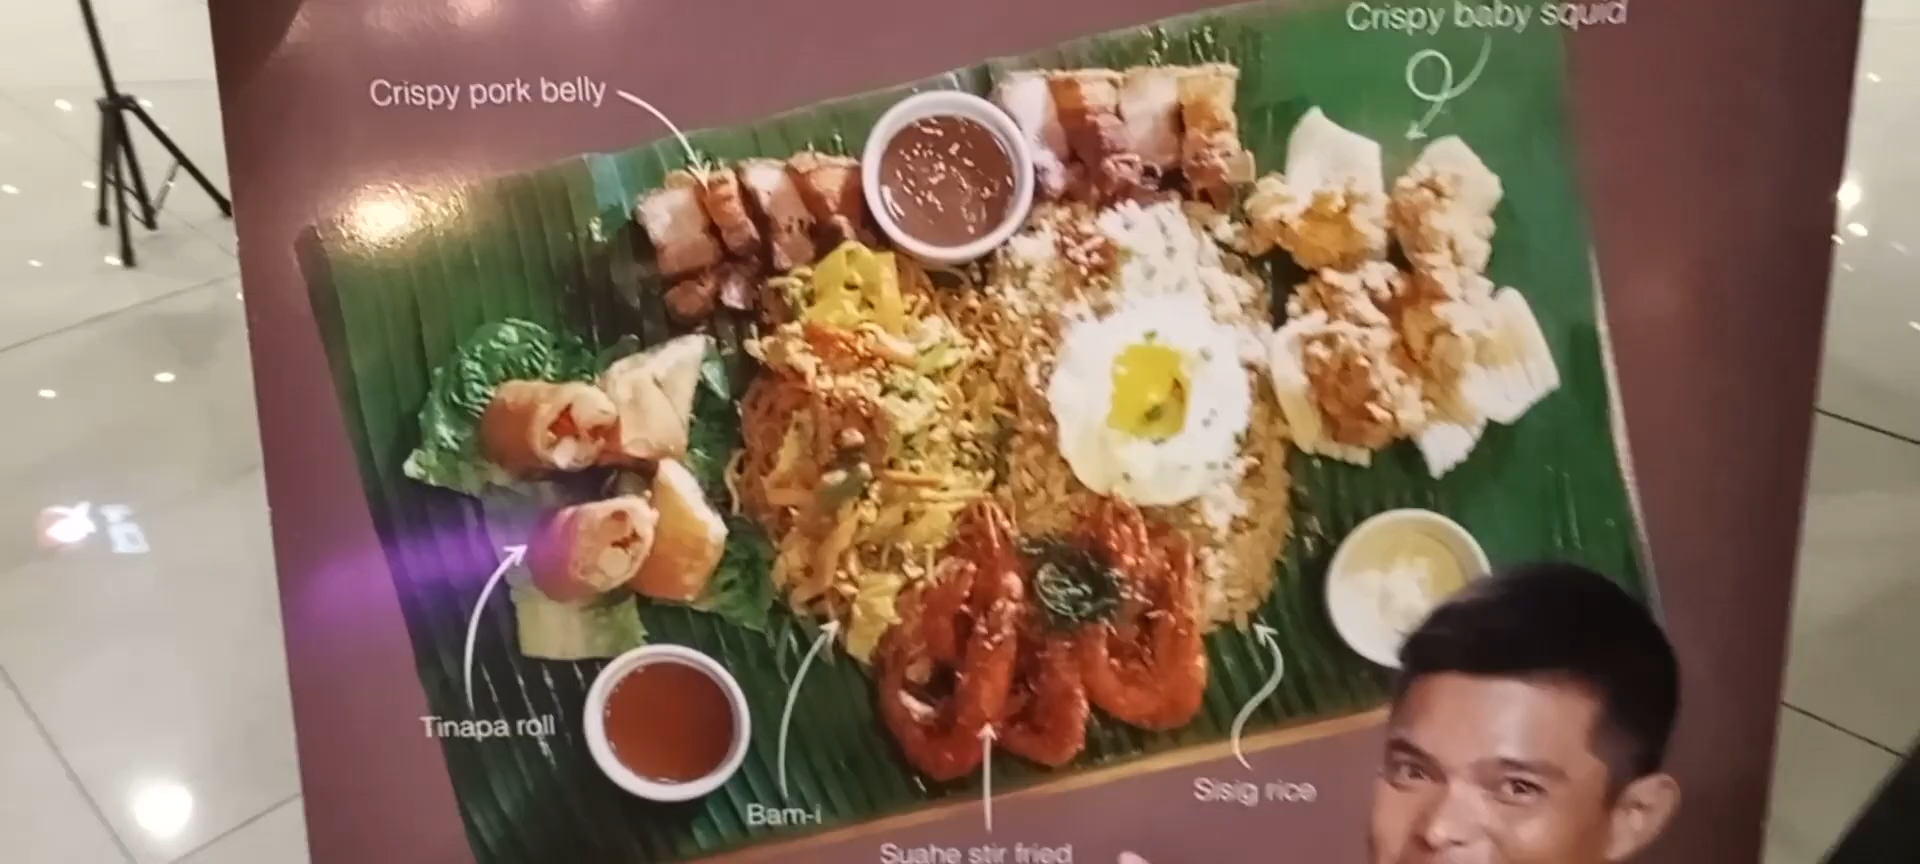 Crispy baby squid
Crispy pork belly
Tinapa roll
Bam-i
Sisig rice
Suahe stir fried